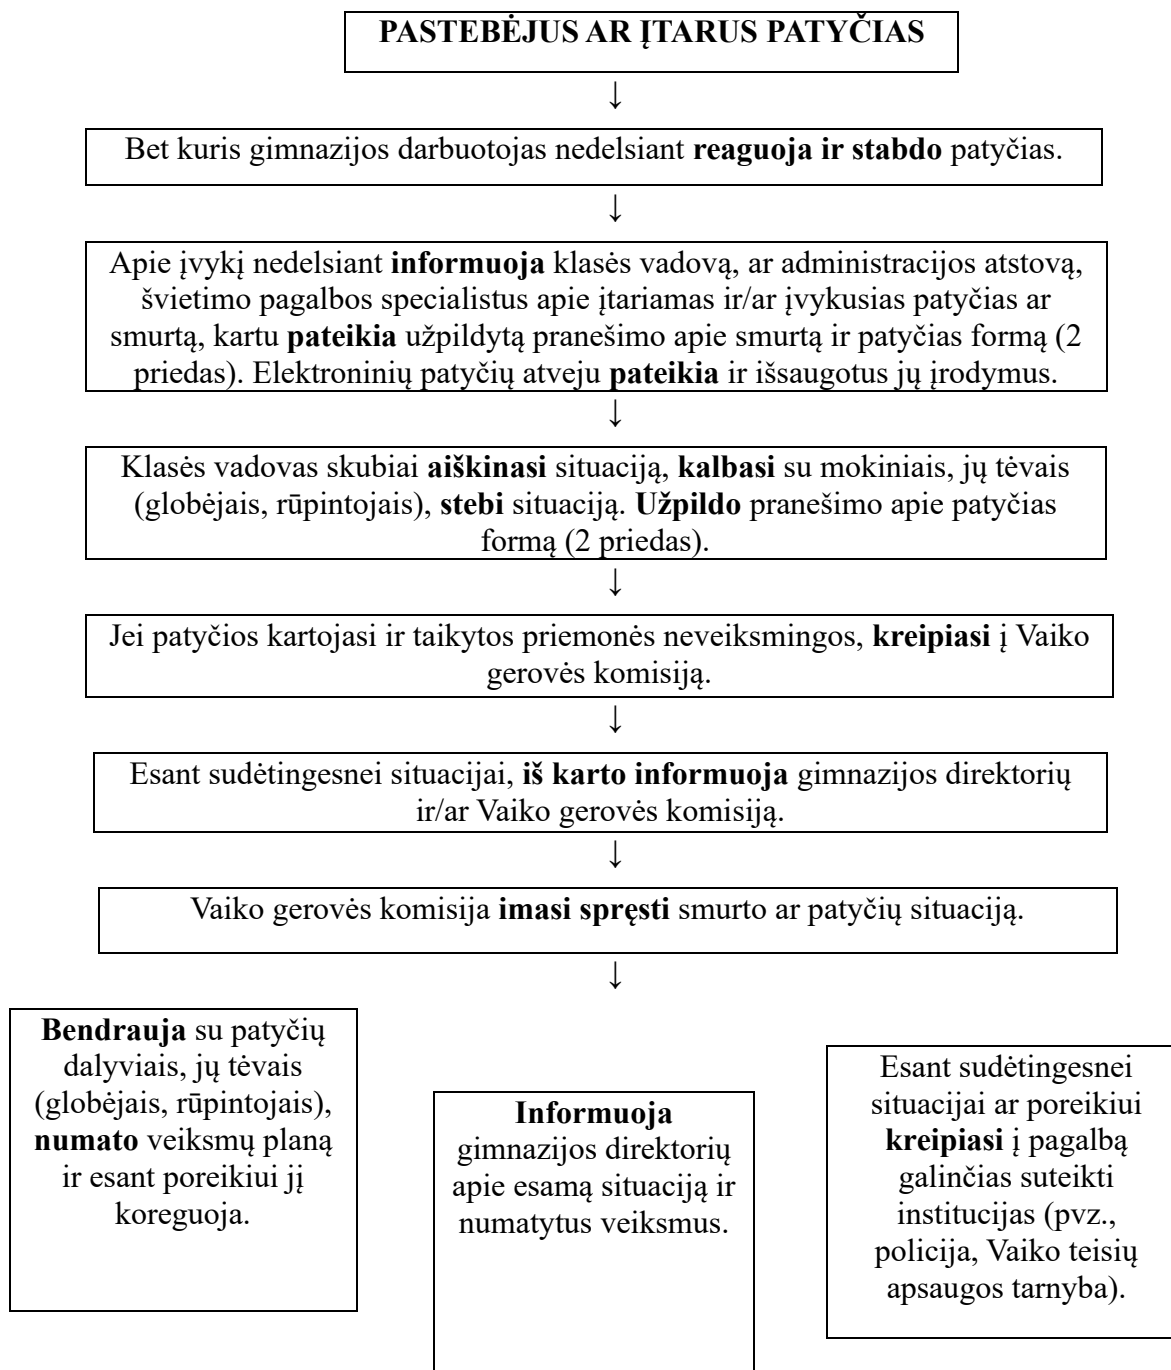 PASTEBĖJUS AR ĮTARUS PATYČIAS
↓
Bet kuris gimnazijos darbuotojas nedelsiant reaguoja ir stabdo patyčias.
↓
Apie įvykį nedelsiant informuoja klasės vadovą, ar administracijos atstovą,
švietimo pagalbos specialistus apie įtariamas ir/ar įvykusias patyčias ar
smurtą, kartu pateikia užpildytą pranešimo apie smurtą ir patyčias formą (2
priedas). Elektroninių patyčių atveju pateikia ir išsaugotus jų įrodymus.
↓
Klasės vadovas skubiai aiškinasi situaciją, kalbasi su mokiniais, jų tėvais
(globėjais, rūpintojais), stebi situaciją. Užpildo pranešimo apie patyčias
formą (2 priedas).
↓
Jei patyčios kartojasi ir taikytos priemonės neveiksmingos, kreipiasi į Vaiko
gerovės komisiją.
↓
Esant sudėtingesnei situacijai, iš karto informuoja gimnazijos direktorių
ir/ar Vaiko gerovės komisiją.
↓
Vaiko gerovės komisija imasi spręsti smurto ar patyčių situaciją.
↓
Bendrauja su patyčių
dalyviais, jų tėvais
(globėjais, rūpintojais),
numato veiksmų planą
ir esant poreikiui jį
koreguoja.
Informuoja
gimnazijos direktorių
apie esamą situaciją ir
numatytus veiksmus.
Esant sudėtingesnei
situacijai ar poreikiui
kreipiasi į pagalbą
galinčias suteikti
institucijas (pvz.,
policija, Vaiko teisių
apsaugos tarnyba).